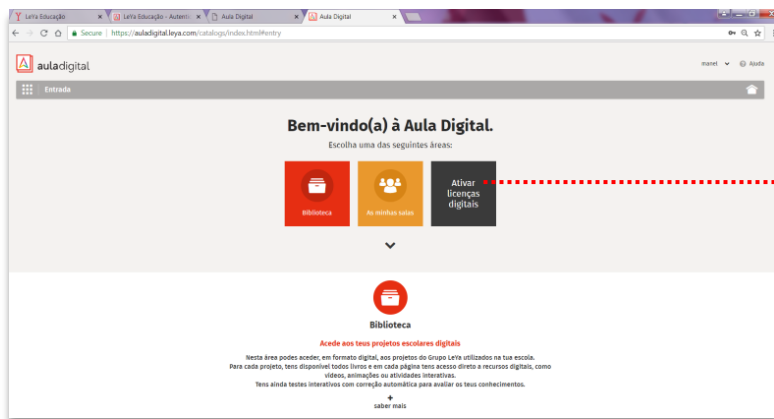 LeYa Educação
LeYa Educação - Autenti
Aula Digital
Aula Digital
Secure | https://auladigital.leya.com/catalogs/index.html#entry
auladigital
manel
Ajuda
Entrada
Bem-vindo(a) à Aula Digital.
Escolha uma das seguintes áreas:
Biblioteca
As minhas salas
Ativar
licenças
digitais
Biblioteca
Acede aos teus projetos escolares digitais
Nesta área podes aceder, em formato digital, aos projetos do Grupo LeYa utilizados na tua escola.
Para cada projeto, tens disponível todos livros e em cada página tens acesso direto a recursos digitais, como
vídeos, animações ou atividades interativas.
Tens ainda testes interativos com correção automática para avaliar os teus conhecimentos.
+
saber mais